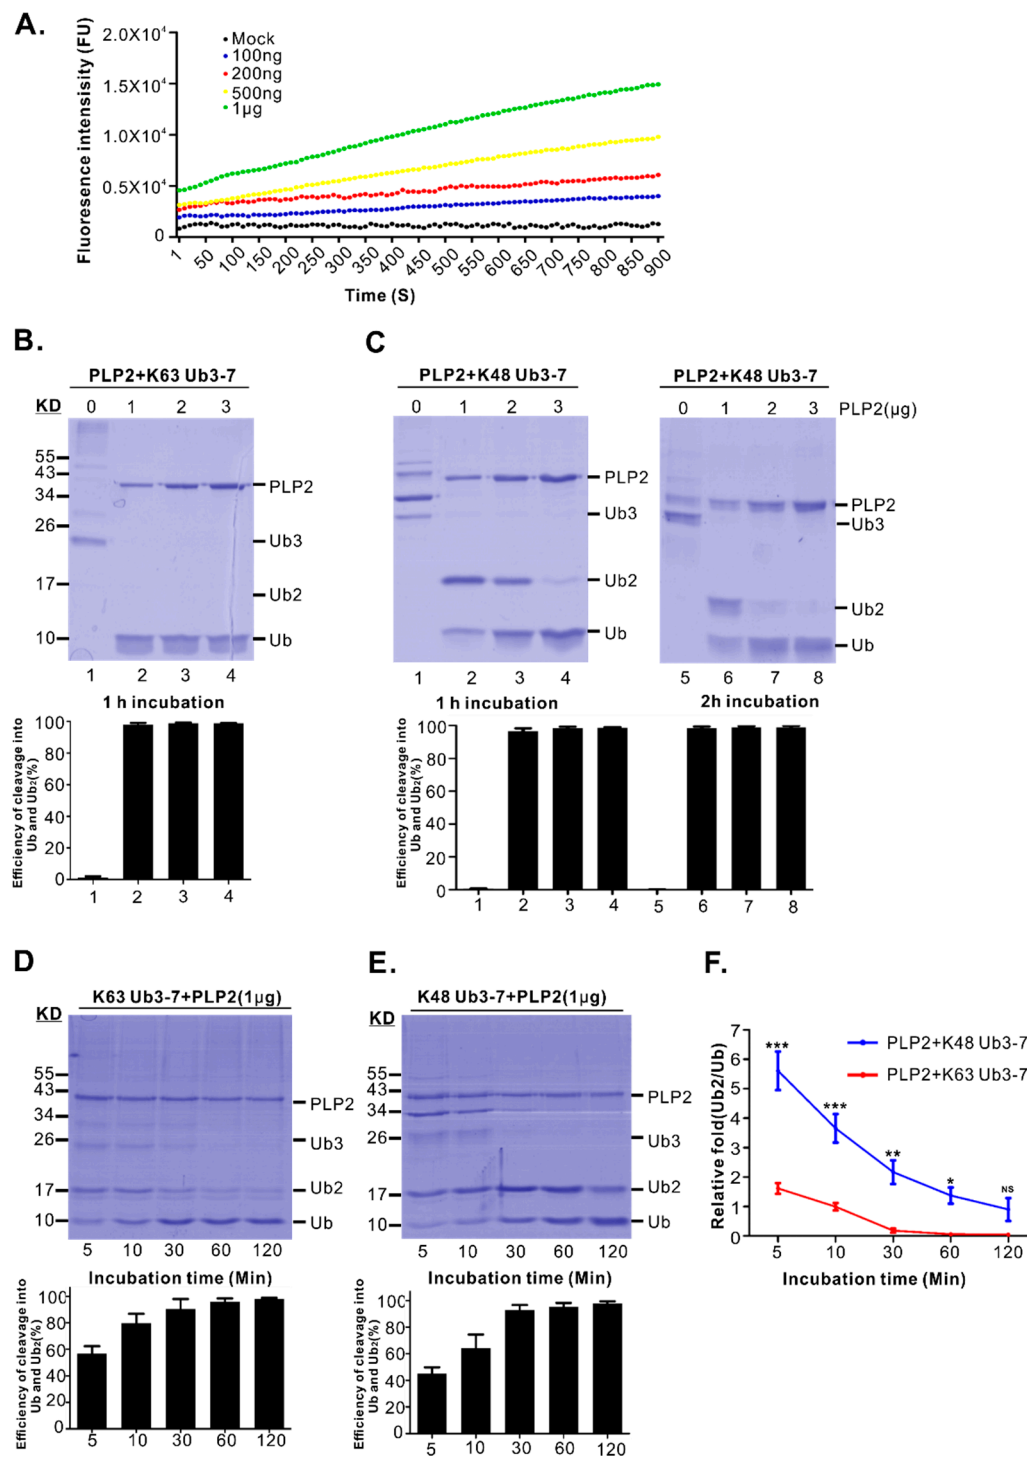 A.
Fluorescence intensisity (FU)
2.0X10⁴
1.5X10⁴
1.0X10⁴
0.5X10⁴
0
Mock
100ng
200ng
500ng
1μg
1 50 100 150 200 250 300 350 400 450 500 550 600 650 700 750 800 850 900
Time (S)
B.
PLP2+K63 Ub3-7
KD 0 1 2 3
55
43
34
26
17
10
PLP2
Ub3
Ub2
Ub
1 2 3 4
1 h incubation
Efficiency of cleavage into
Ub and Ub₂(%)
100
80
60
40
20
0
1 2 3 4
C
PLP2+K48 Ub3-7
0 1 2 3
PLP2
Ub3
Ub2
Ub
1 2 3 4
1 h incubation
PLP2+K48 Ub3-7
0 1 2 3 PLP2(μg)
PLP2
Ub3
Ub2
Ub
5 6 7 8
2h incubation
Efficiency of cleavage into
Ub and Ub₂(%)
100
80
60
40
20
0
1 2 3 4 5 6 7 8
D
K63 Ub3-7+PLP2(1μg)
KD
55
43
34
26
17
10
PLP2
Ub3
Ub2
Ub
5 10 30 60 120
Incubation time (Min)
Efficiency of cleavage into
Ub and Ub₂(%)
100
80
60
40
20
0
5 10 30 60 120
E.
K48 Ub3-7+PLP2(1μg)
KD
55
43
34
26
17
10
PLP2
Ub3
Ub2
Ub
5 10 30 60 120
Incubation time (Min)
Efficiency of cleavage into
Ub and Ub₂(%)
100
80
60
40
20
0
5 10 30 60 120
F.
Relative fold(Ub2/Ub)
7
6
5
4
3
2
1
0
PLP2+K48 Ub3-7
PLP2+K63 Ub3-7
***
***
**
*
NS
5 10 30 60 120
Incubation time (Min)